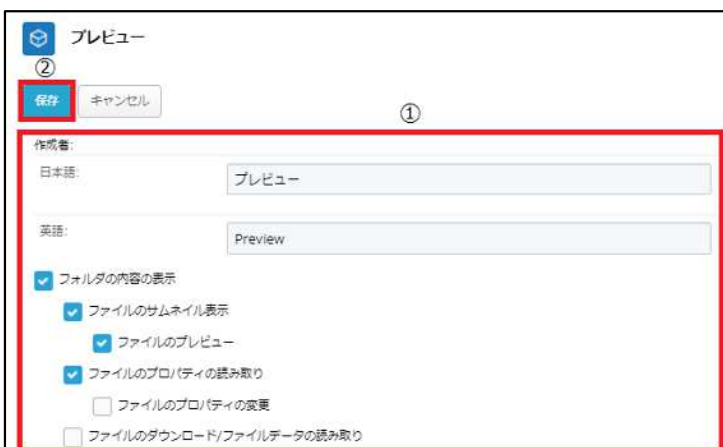 プレビュー
②
保存 キャンセル
①
作成者:
日本語: プレビュー
英語: Preview
フォルダの内容の表示
ファイルのサムネイル表示
ファイルのプレビュー
ファイルのプロパティの読み取り
ファイルのプロパティの変更
ファイルのダウンロード/ファイルデータの読み取り